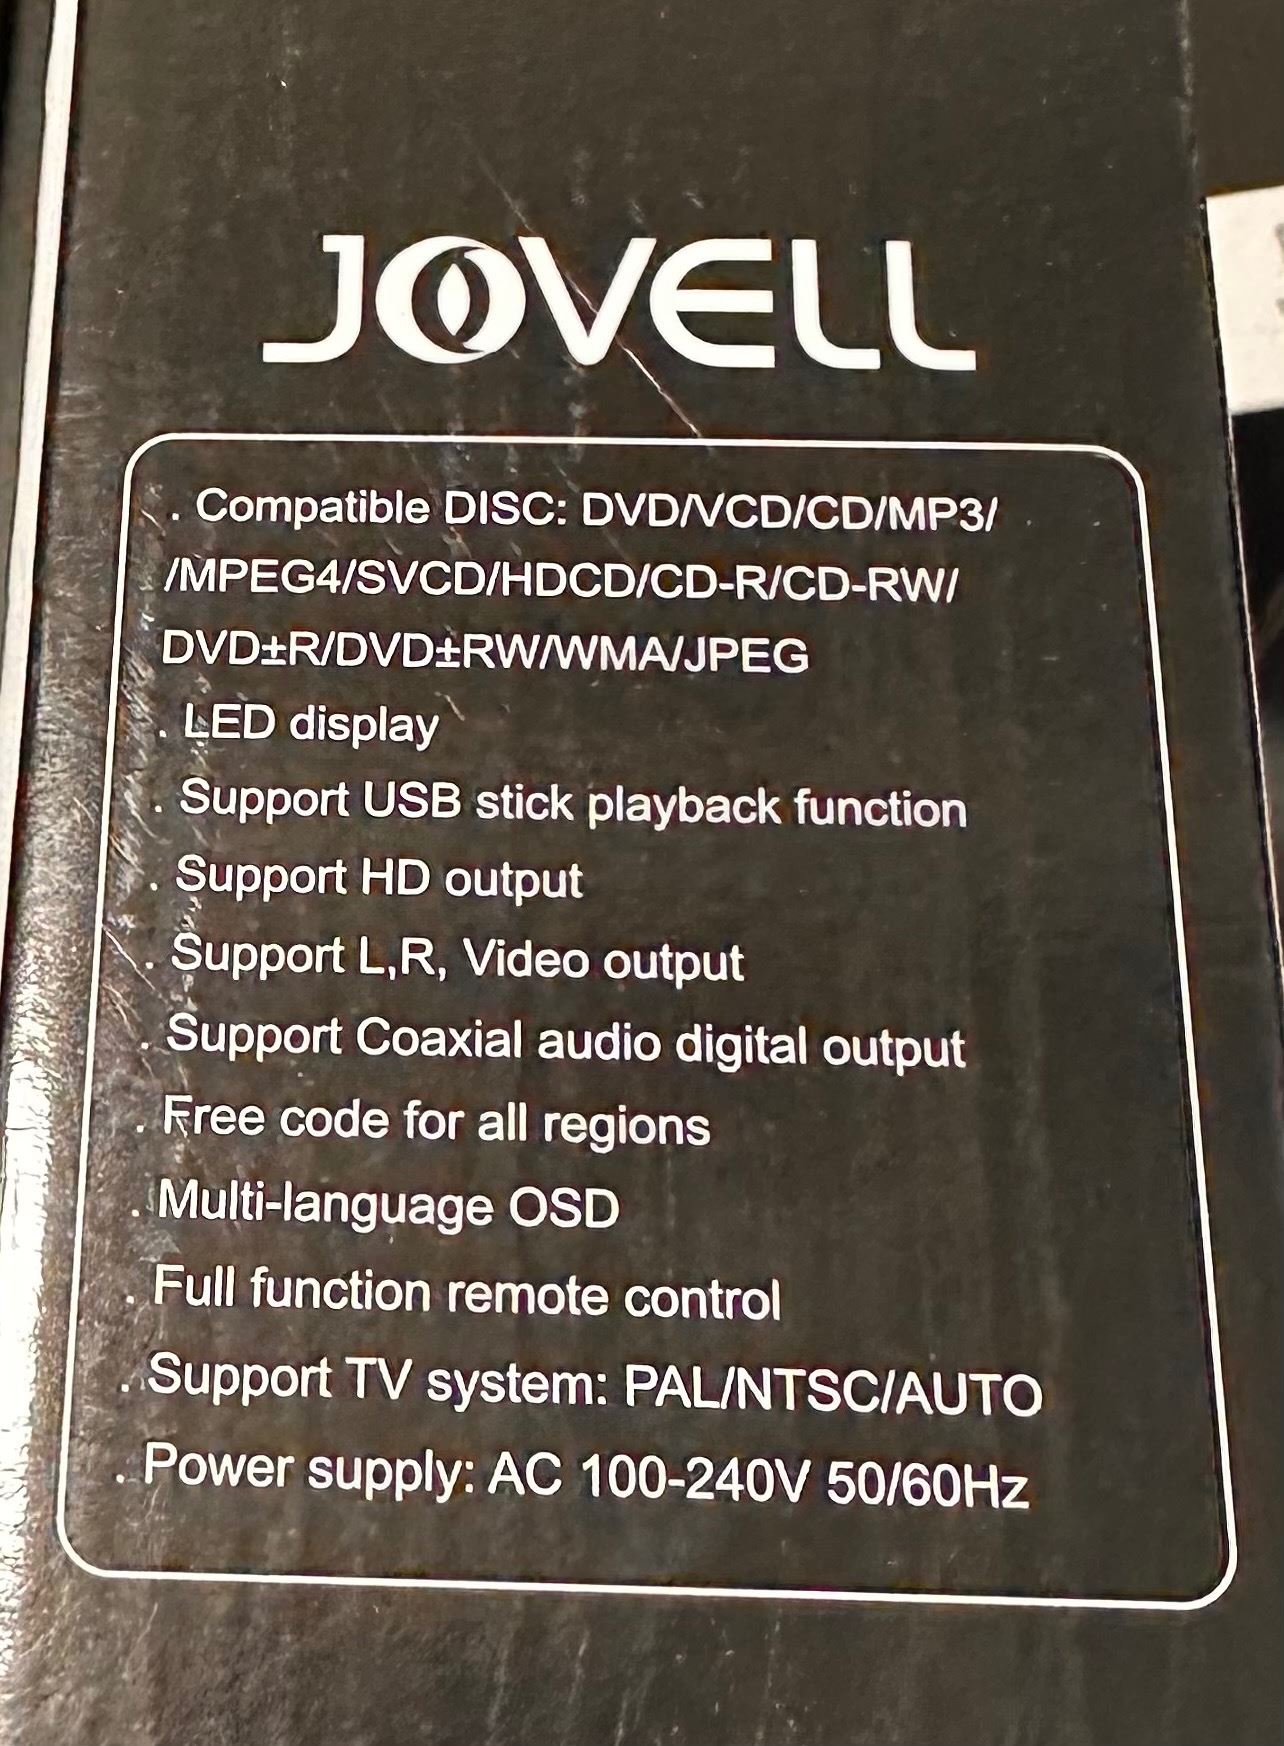 JOVELL
. Compatible DISC: DVD/VCD/CD/MP3/
/MPEG4/SVCD/HDCD/CD-R/CD-RW/
DVD±R/DVD±RW/WMA/JPEG
. LED display
. Support USB stick playback function
. Support HD output
. Support L,R, Video output
. Support Coaxial audio digital output
. Free code for all regions
. Multi-language OSD
. Full function remote control
. Support TV system: PAL/NTSC/AUTO
. Power supply: AC 100-240V 50/60Hz